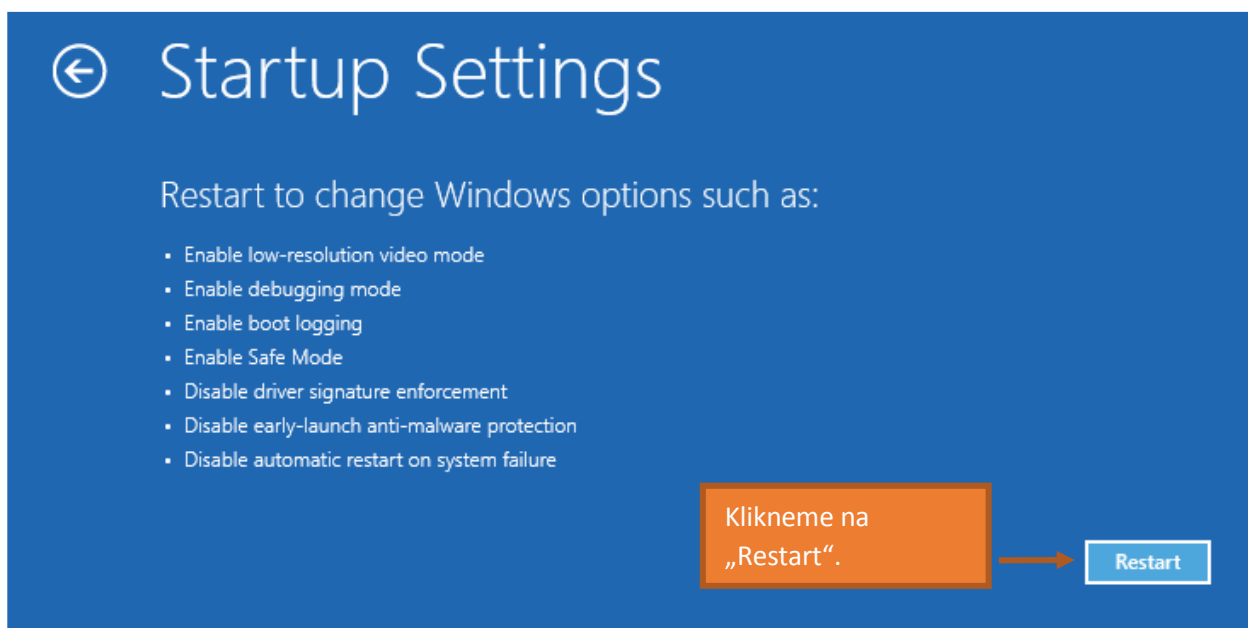 Startup Settings
Restart to change Windows options such as:
▪ Enable low-resolution video mode
▪ Enable debugging mode
▪ Enable boot logging
▪ Enable Safe Mode
▪ Disable driver signature enforcement
▪ Disable early-launch anti-malware protection
▪ Disable automatic restart on system failure
Klikneme na
„Restart“.
Restart